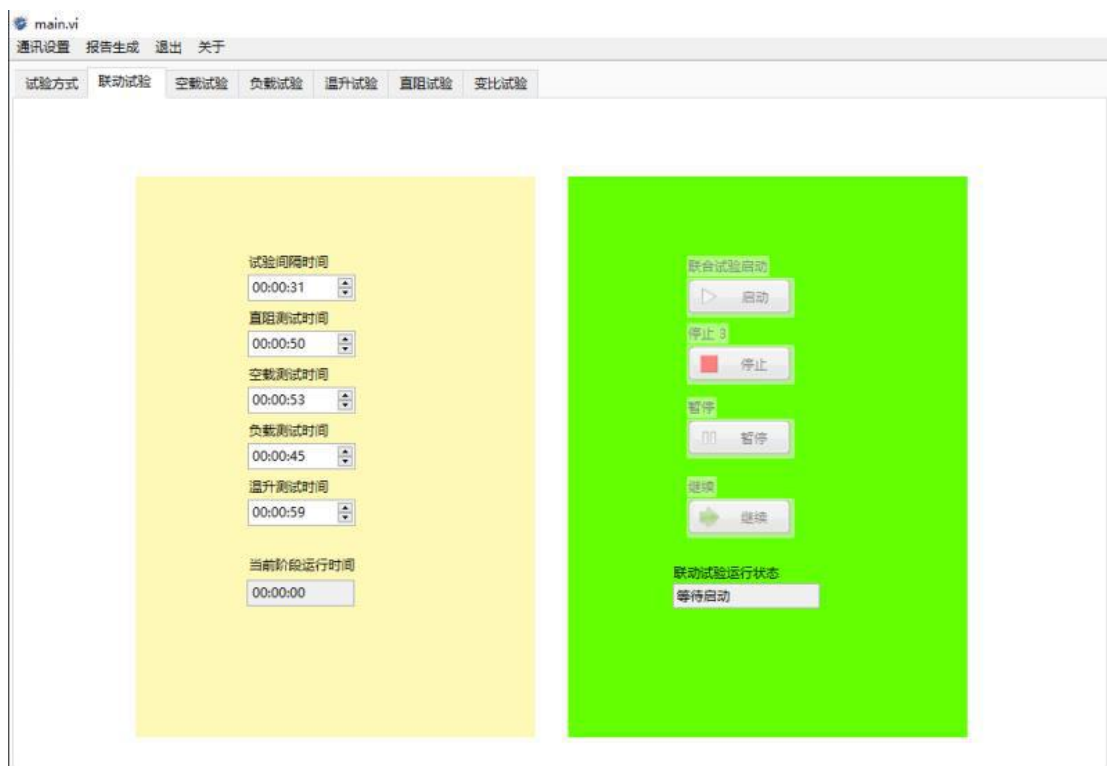 main.vi
通讯设置 报告生成 退出 关于
试验方式 联动试验 空载试验 负载试验 温升试验 直阻试验 变比试验
试验间隔时间
00:00:31
直阻测试时间
00:00:50
空载测试时间
00:00:53
负载测试时间
00:00:45
温升测试时间
00:00:59
当前阶段运行时间
00:00:00
联合试验启动
启动
停止 3
停止
暂停
暂停
继续
继续
联动试验运行状态
等待启动